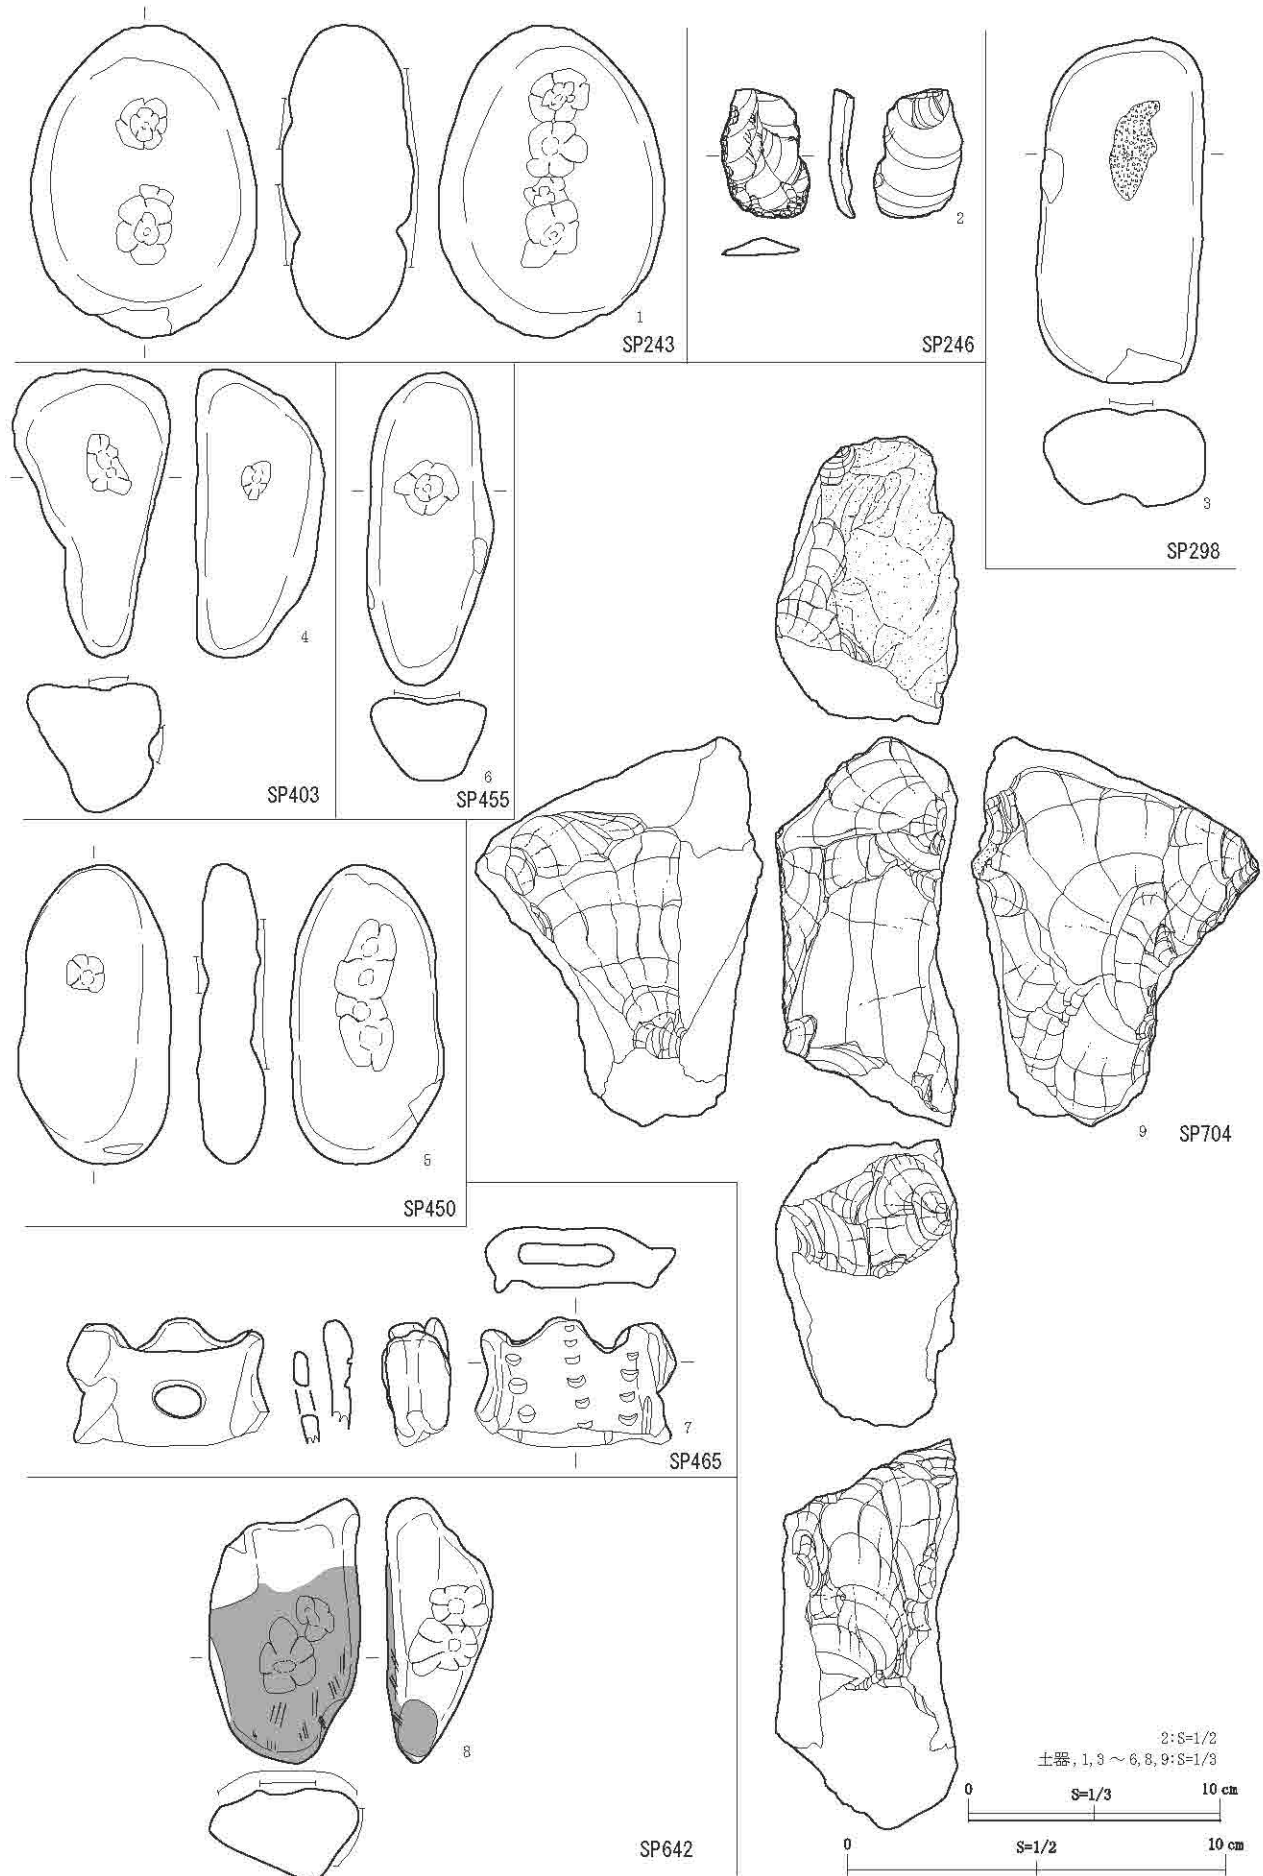 1
SP243
2
SP246
3
SP298
4
SP403
6
SP455
9 SP704
5
SP450
7
SP465
8
SP642
2:S=1/2
土器, 1, 3 ～ 6, 8, 9:S=1/3
0 S=1/3 10 cm
0 S=1/2 10 cm